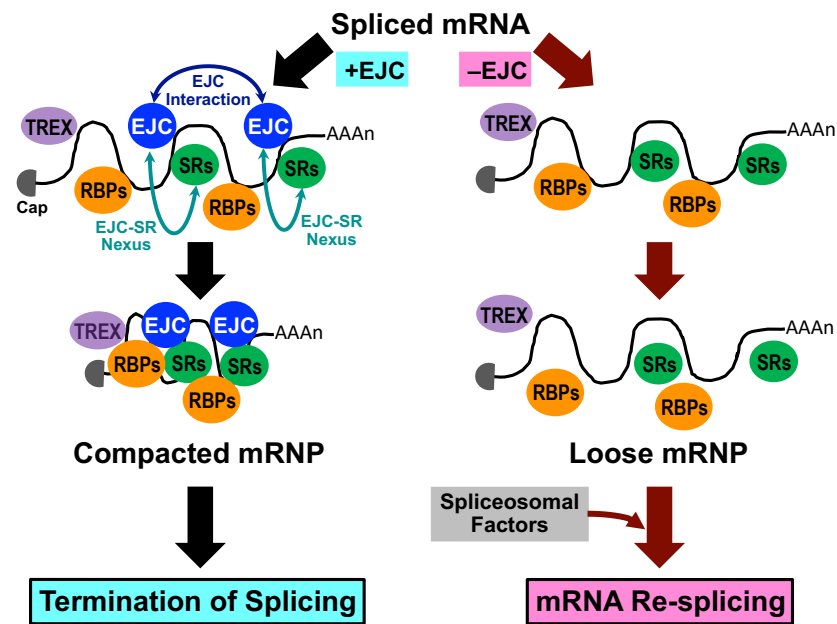 Spliced mRNA
+EJC
–EJC
EJC
Interaction
TREX
EJC
EJC
AAAn
SRs
SRs
RBPs
RBPs
Cap
EJC-SR
Nexus
EJC-SR
Nexus
TREX
AAAn
SRs
SRs
RBPs
RBPs
TREX
EJC
EJC
AAAn
RBPs
SRs
SRs
RBPs
Compacted mRNP
TREX
AAAn
SRs
SRs
RBPs
RBPs
Loose mRNP
Spliceosomal
Factors
Termination of Splicing
mRNA Re-splicing